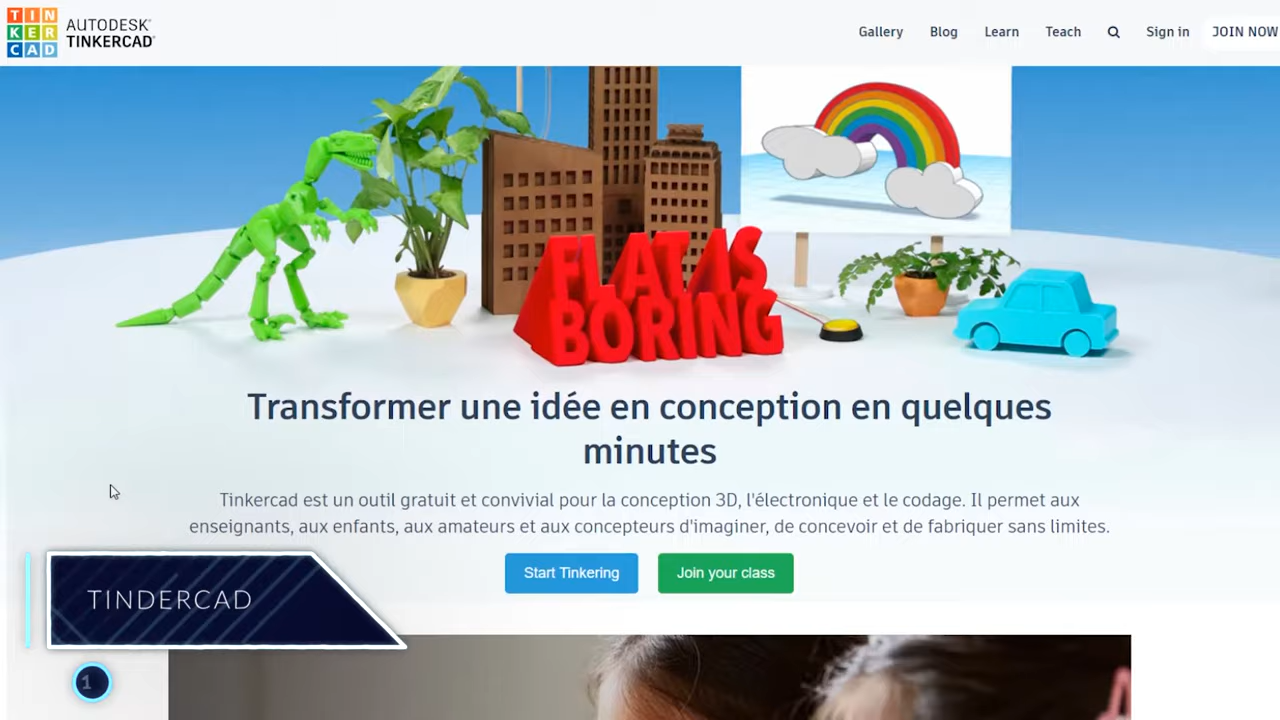 TIN
KER
CAD
AUTODESK®
TINKERCAD®
Gallery Blog Learn Teach Sign in JOIN NOW
FLAT IS
BORING
Transformer une idée en conception en quelques
minutes
Tinkercad est un outil gratuit et convivial pour la conception 3D, l'électronique et le codage. Il permet aux
enseignants, aux enfants, aux amateurs et aux concepteurs d'imaginer, de concevoir et de fabriquer sans limites.
Start Tinkering Join your class
TINDERCAD
1